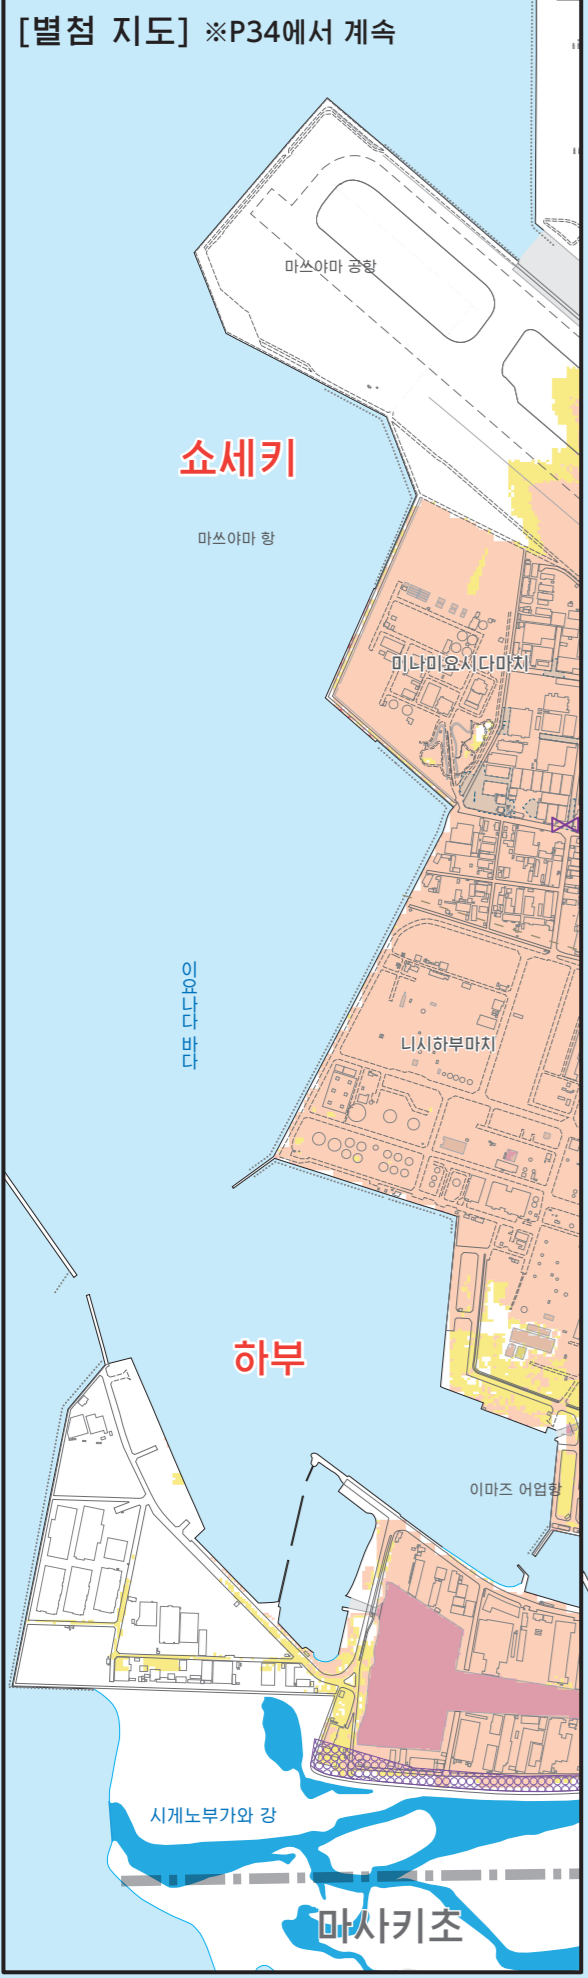 [별첨 지도] ※P34에서 계속
마쓰야마 공항
쇼세키
마쓰야마 항
미나미요시다마치
이요나다 바다
니시하부마치
하부
이마즈 어업항
시게노부가와 강
마사키초